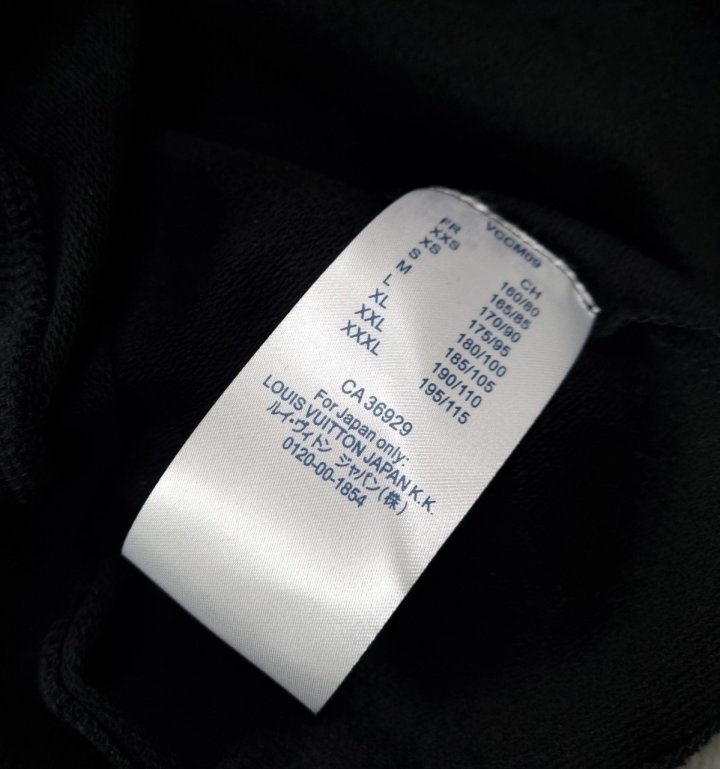 VCCM09
FR CH
XXS 160/80
XS 165/85
S 170/90
M 175/95
L 180/100
XL 185/105
XXL 190/110
XXXL 195/115
CA 36929
For Japan only:
LOUIS VUITTON JAPAN K.K.
ルイ・ヴィトン ジャパン(株)
0120-00-1854